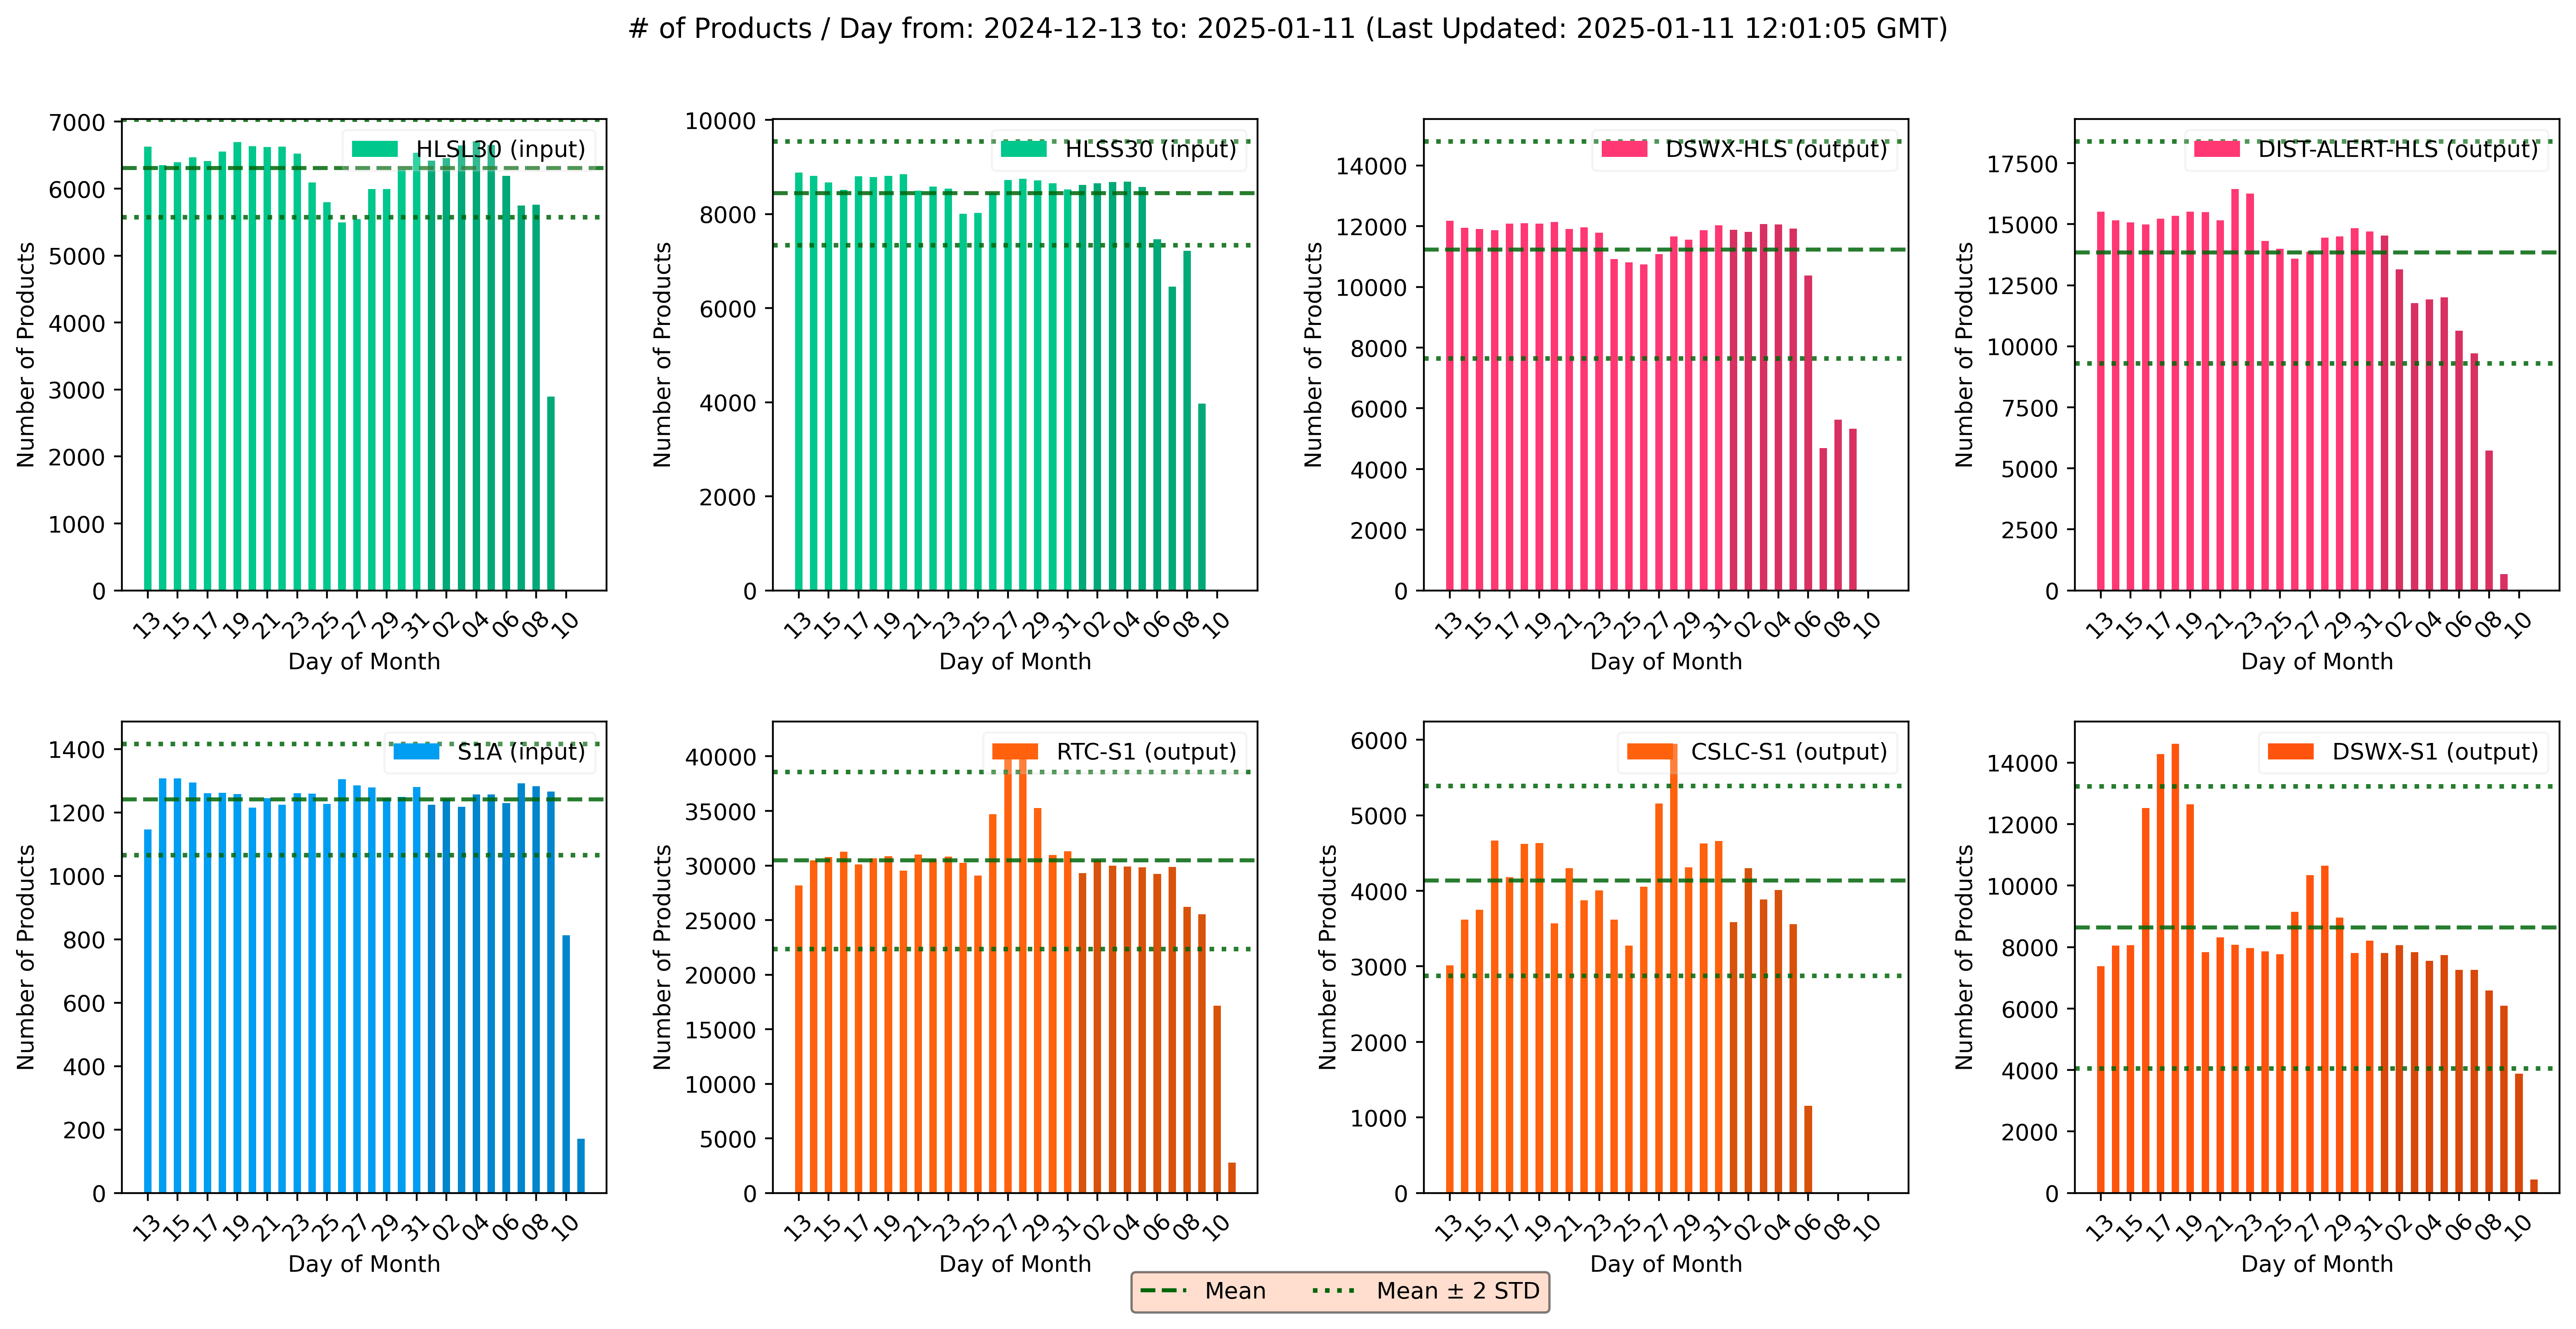 # of Products / Day from: 2024-12-13 to: 2025-01-11 (Last Updated: 2025-01-11 12:01:05 GMT)
HLSL30 (input)
Number of Products
7000
6000
5000
4000
3000
2000
1000
0
13 15 17 19 21 23 25 27 29 31 02 04 06 08 10
Day of Month
HLSS30 (input)
Number of Products
10000
8000
6000
4000
2000
0
13 15 17 19 21 23 25 27 29 31 02 04 06 08 10
Day of Month
DSWX-HLS (output)
Number of Products
14000
12000
10000
8000
6000
4000
2000
0
13 15 17 19 21 23 25 27 29 31 02 04 06 08 10
Day of Month
DIST-ALERT-HLS (output)
Number of Products
17500
15000
12500
10000
7500
5000
2500
0
13 15 17 19 21 23 25 27 29 31 02 04 06 08 10
Day of Month
S1A (input)
Number of Products
1400
1200
1000
800
600
400
200
0
13 15 17 19 21 23 25 27 29 31 02 04 06 08 10
Day of Month
RTC-S1 (output)
Number of Products
40000
35000
30000
25000
20000
15000
10000
5000
0
13 15 17 19 21 23 25 27 29 31 02 04 06 08 10
Day of Month
CSLC-S1 (output)
Number of Products
6000
5000
4000
3000
2000
1000
0
13 15 17 19 21 23 25 27 29 31 02 04 06 08 10
Day of Month
DSWX-S1 (output)
Number of Products
14000
12000
10000
8000
6000
4000
2000
0
13 15 17 19 21 23 25 27 29 31 02 04 06 08 10
Day of Month
Mean
Mean ± 2 STD